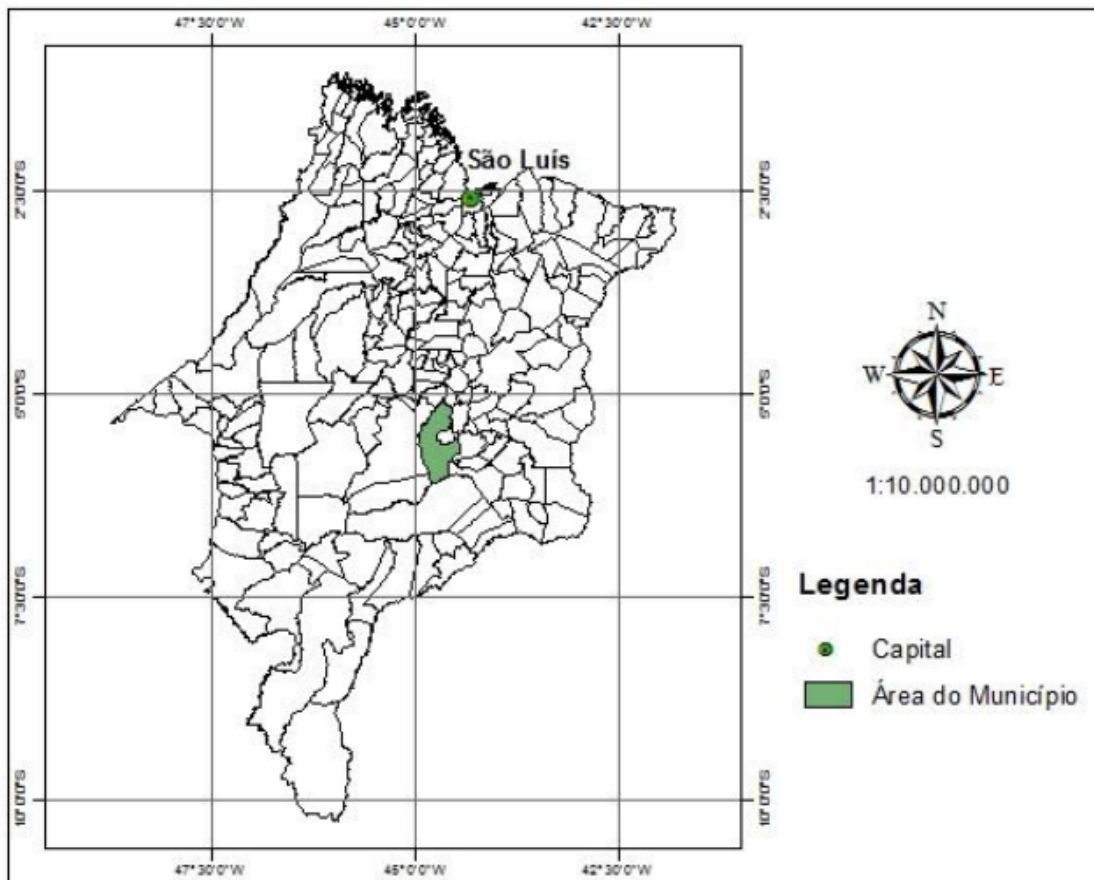 47°30'0"W 45°0'0"W 42°30'0"W
São Luís
2°30'0"S 2°30'0"S
N
5°0'0"S 5°0'0"S
W E
S
1:10.000.000
Legenda
7°30'0"S 7°30'0"S
Capital
Área do Município
10°0'0"S 10°0'0"S
47°30'0"W 45°0'0"W 42°30'0"W